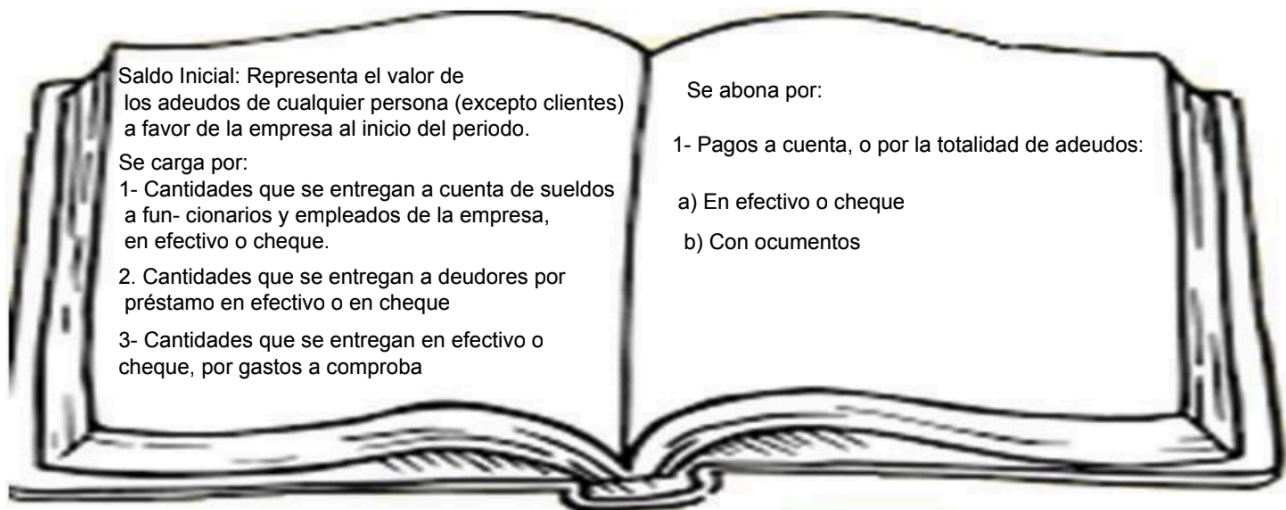 Saldo Inicial: Representa el valor de
los adeudos de cualquier persona (excepto clientes)
a favor de la empresa al inicio del periodo.
Se carga por:
1- Cantidades que se entregan a cuenta de sueldos
a fun- cionarios y empleados de la empresa,
en efectivo o cheque.
2. Cantidades que se entregan a deudores por
préstamo en efectivo o en cheque
3- Cantidades que se entregan en efectivo o
cheque, por gastos a comproba
Se abona por:
1- Pagos a cuenta, o por la totalidad de adeudos:
a) En efectivo o cheque
b) Con ocumentos